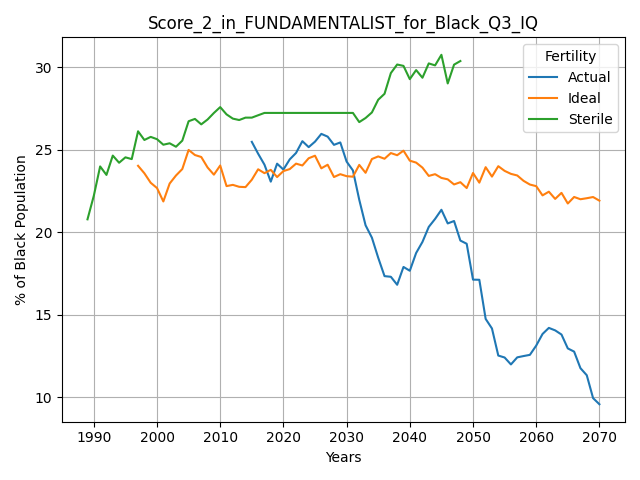 Score_2_in_FUNDAMENTALIST_for_Black_Q3_IQ
Fertility
Actual
Ideal
Sterile
% of Black Population
30
25
20
15
10
1990 2000 2010 2020 2030 2040 2050 2060 2070
Years